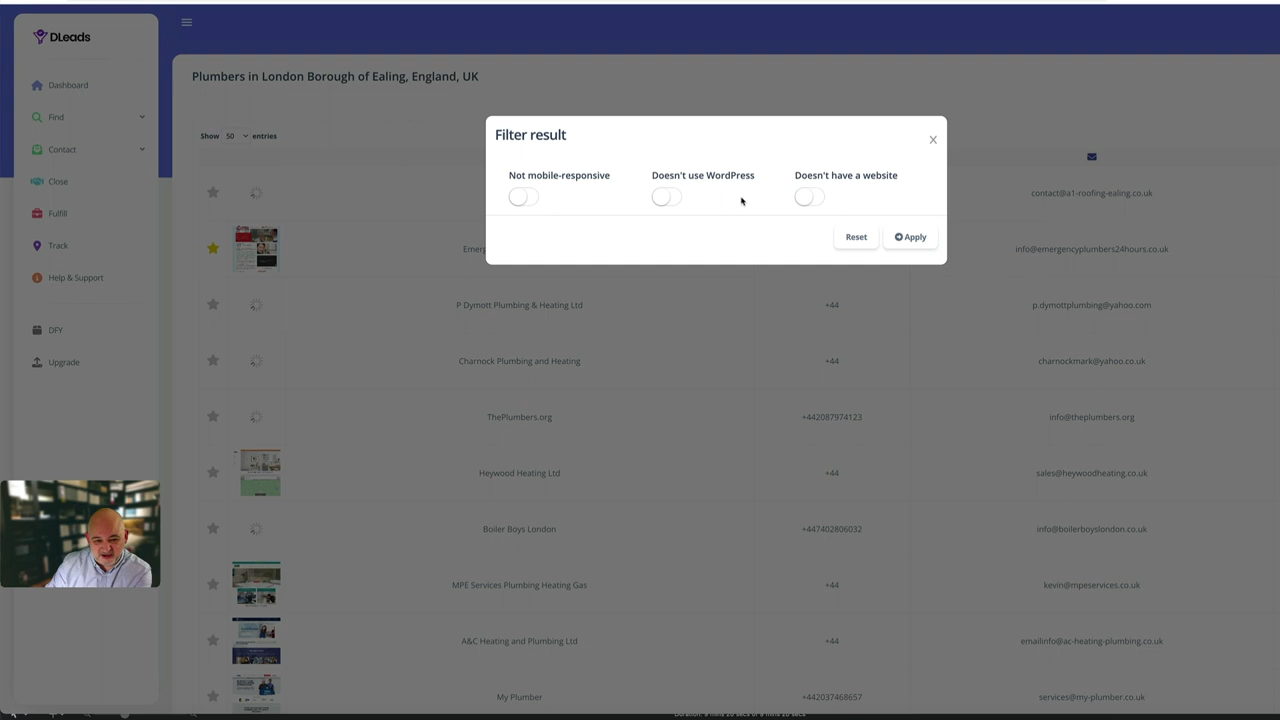 DLeads
Dashboard
Find
Contact
Close
Fulfill
Track
Help & Support
DFY
Upgrade
Plumbers in London Borough of Ealing, England, UK
Show 50 entries
Filter result
X
Not mobile-responsive
Doesn't use WordPress
Doesn't have a website
Reset
Apply
contact@a1-roofing-ealing.co.uk
Emerg
info@emergencyplumbers24hours.co.uk
P Dymott Plumbing & Heating Ltd +44 p.dymottplumbing@yahoo.com
Charnock Plumbing and Heating +44 charnockmark@yahoo.co.uk
ThePlumbers.org +442087974123 info@theplumbers.org
Heywood Heating Ltd +44 sales@heywoodheating.co.uk
Boiler Boys London +447402806032 info@boilerboyslondon.co.uk
MPE Services Plumbing Heating Gas +44 kevin@mpeservices.co.uk
A&C Heating and Plumbing Ltd +44 emailinfo@ac-heating-plumbing.co.uk
My Plumber +442037468657 services@my-plumber.co.uk